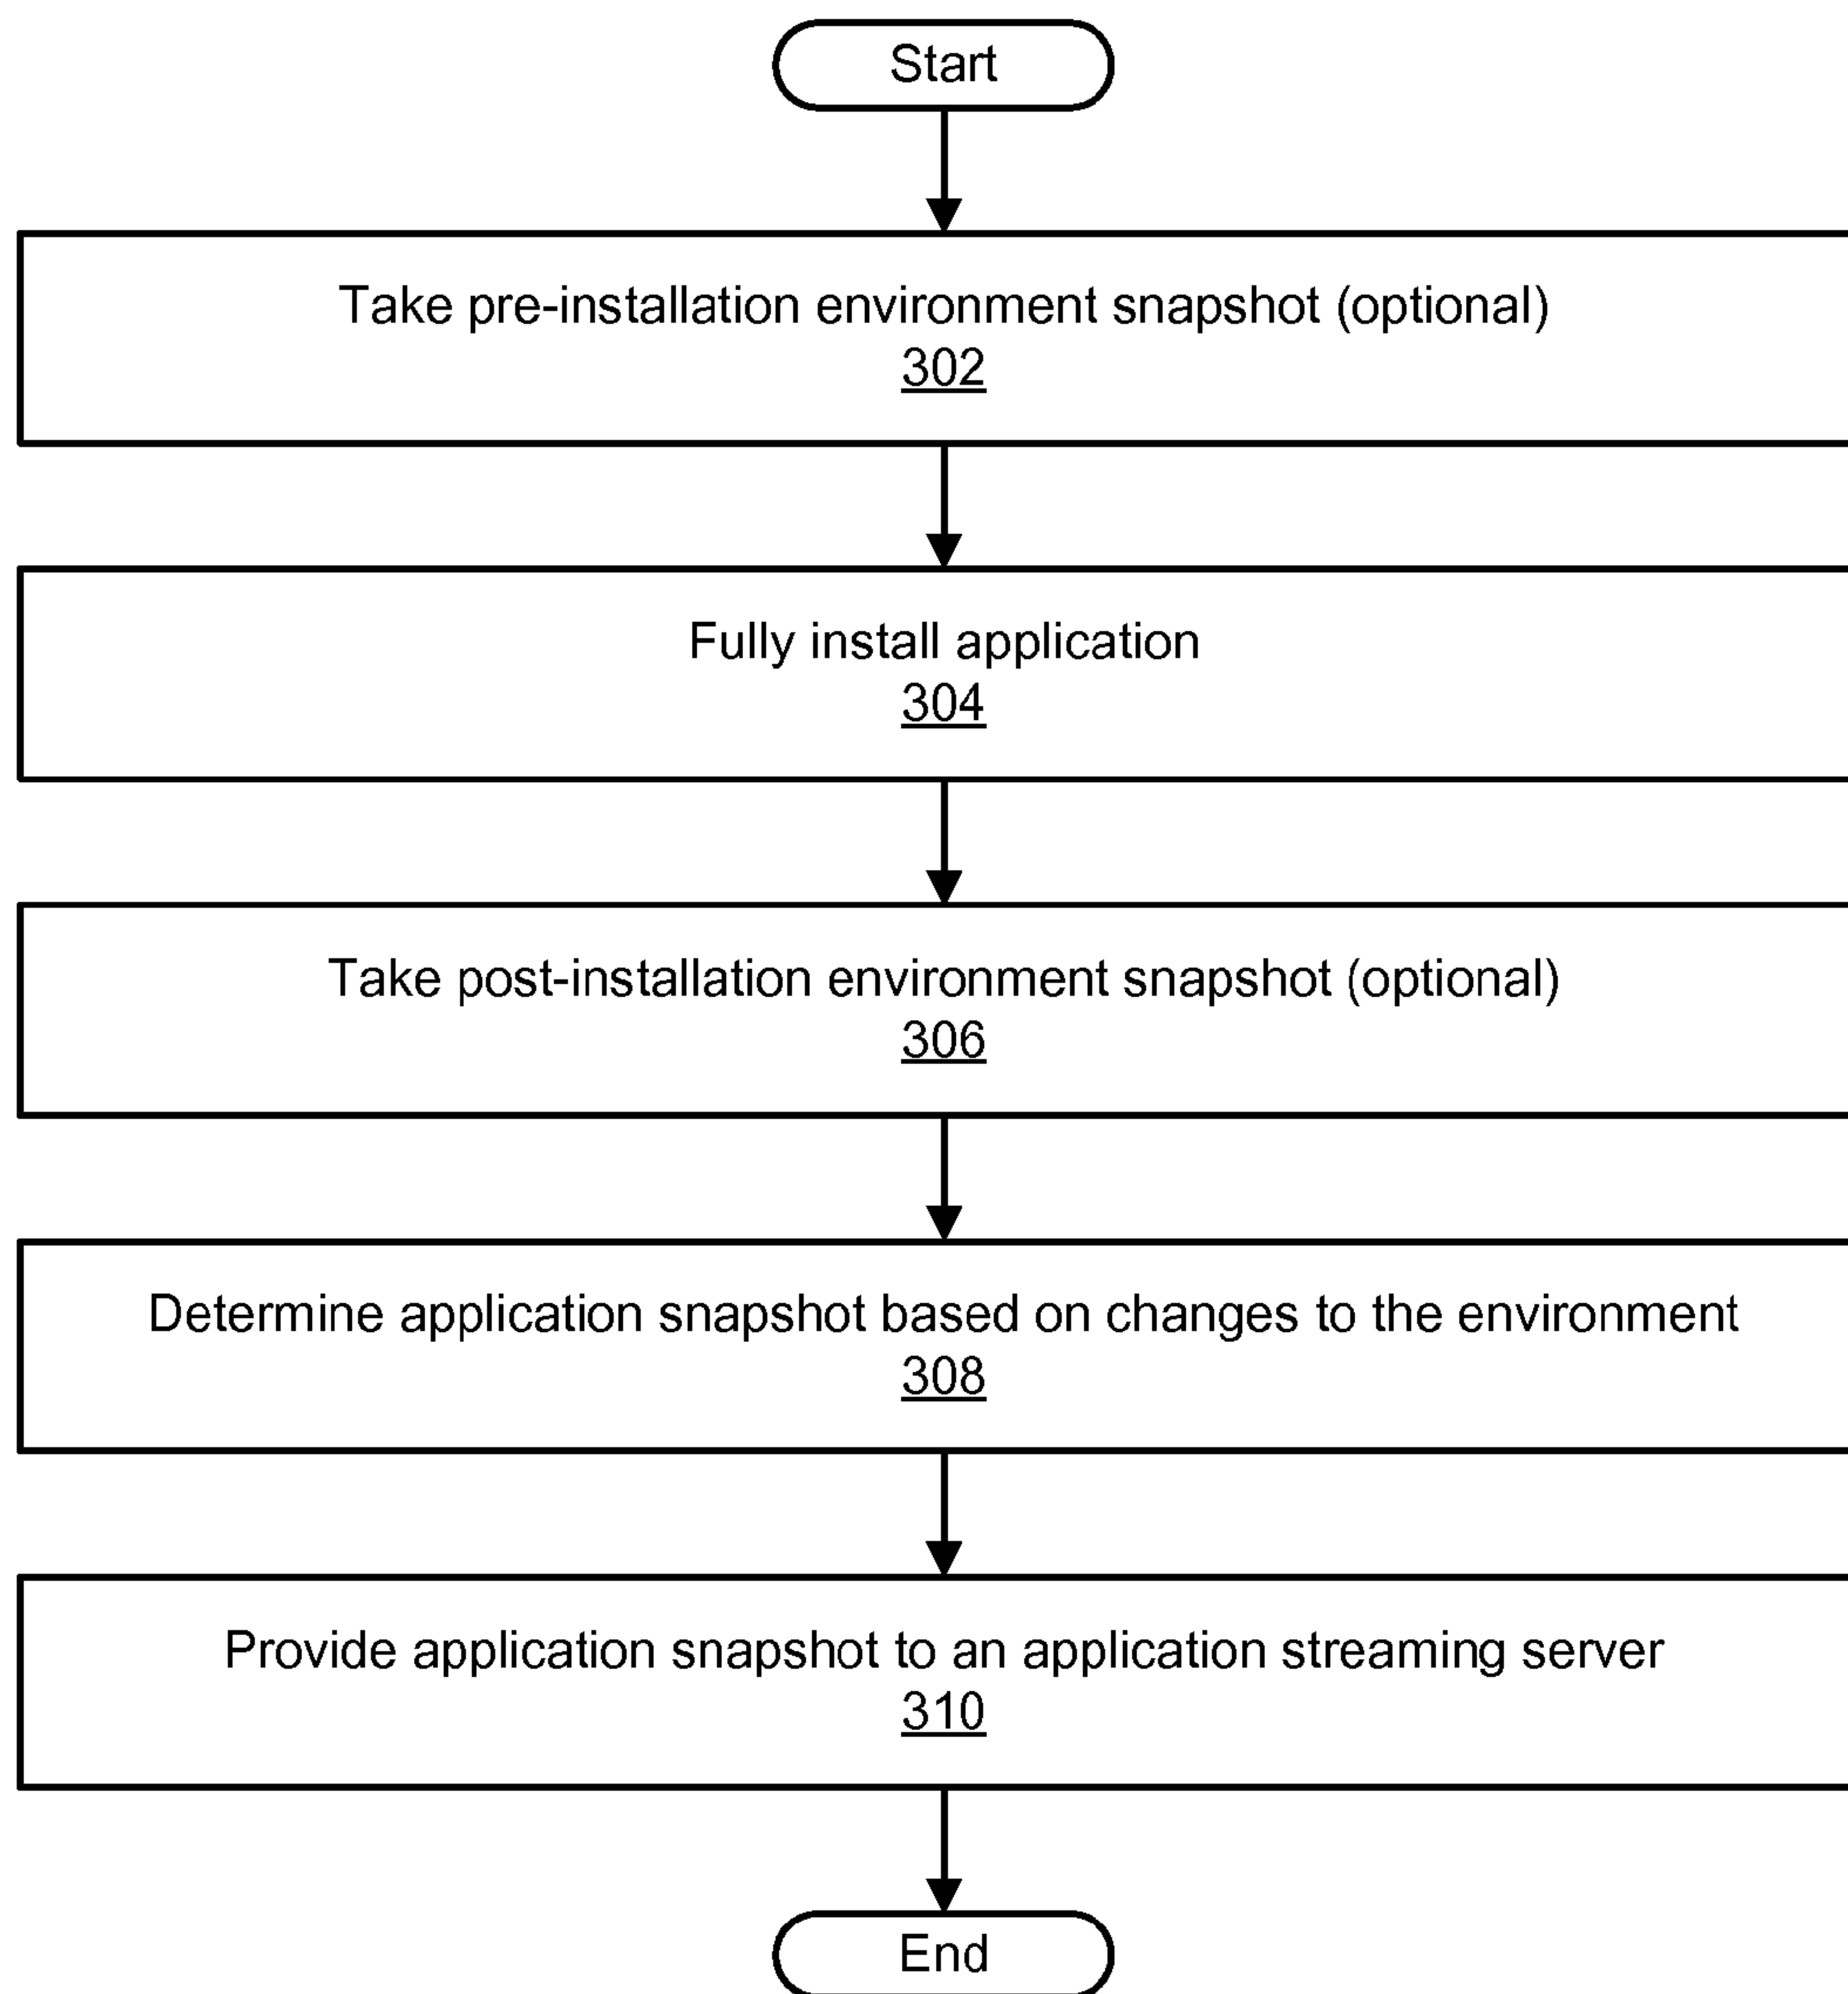 Start
Take pre-installation environment snapshot (optional)
302
Fully install application
304
Take post-installation environment snapshot (optional)
306
Determine application snapshot based on changes to the environment
308
Provide application snapshot to an application streaming server
310
End